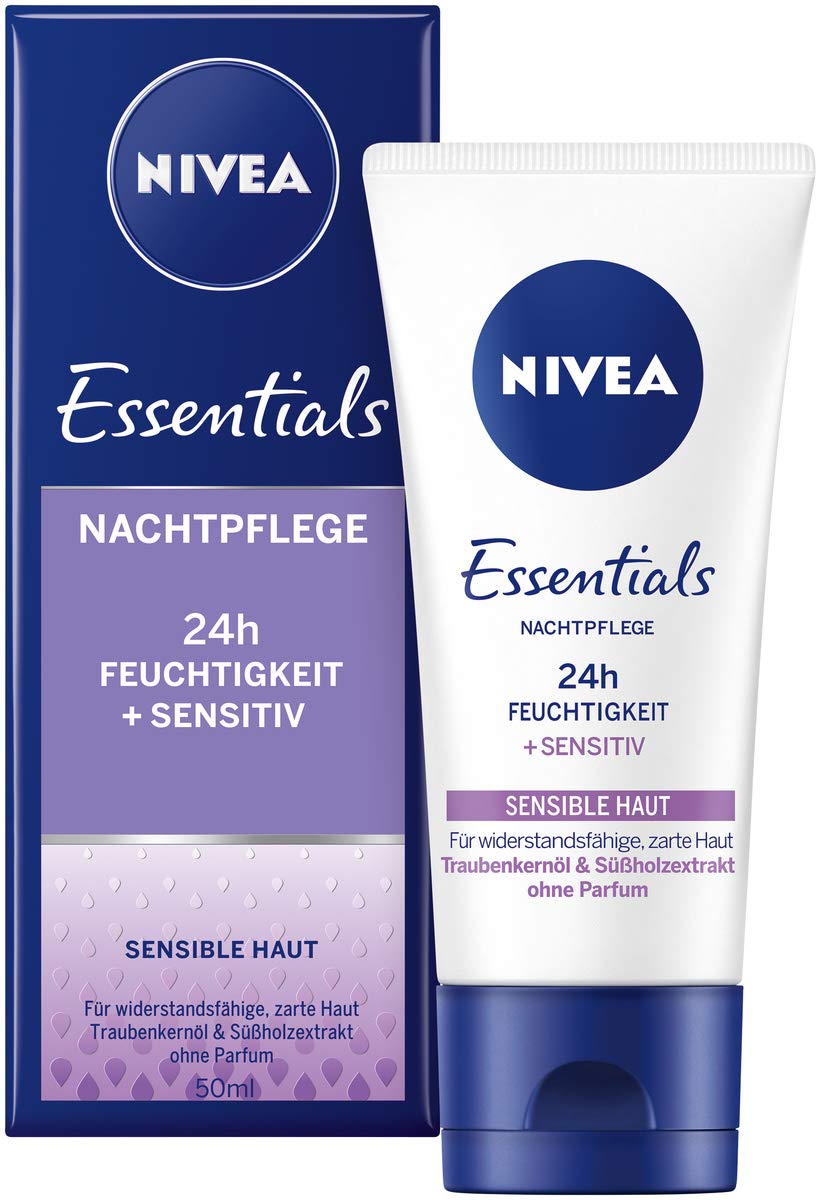 NIVEA
Essentials
NACHTPFLEGE
24h
FEUCHTIGKEIT
+ SENSITIV
SENSIBLE HAUT
Für widerstandsfähige, zarte Haut
Traubenkernöl & Süßholzextrakt
ohne Parfum
50ml
NIVEA
Essentials
NACHTPFLEGE
24h
FEUCHTIGKEIT
+ SENSITIV
SENSIBLE HAUT
Für widerstandsfähige, zarte Haut
Traubenkernöl & Süßholzextrakt
ohne Parfum